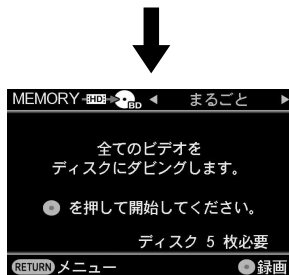 MEMORY HD BD まるごと
全てのビデオを
ディスクにダビングします。
を押して開始してください。
ディスク 5 枚必要
RETURN メニュー 録画